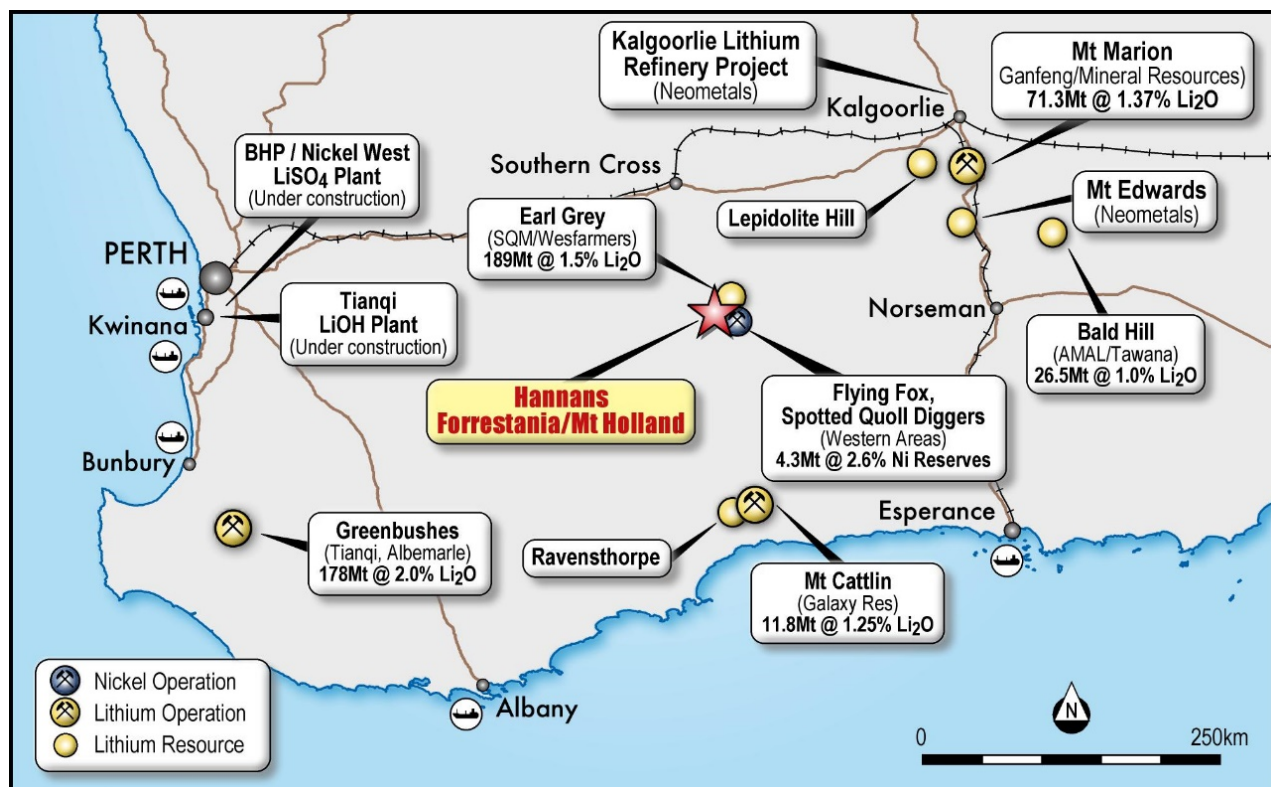 Kalgoorlie Lithium
Refinery Project
(Neometals)
Mt Marion
Ganfeng/Mineral Resources)
71.3Mt @ 1.37% Li₂O
Kalgoorlie
BHP / Nickel West
LiSO₄ Plant
(Under construction)
Southern Cross
Lepidolite Hill
Mt Edwards
(Neometals)
Earl Grey
(SQM/Wesfarmers)
189Mt @ 1.5% Li₂O
PERTH
Kwinana
Tianqi
LiOH Plant
(Under construction)
Norseman
Bald Hill
(AMAL/Tawana)
26.5Mt @ 1.0% Li₂O
Hannans
Forrestania/Mt Holland
Flying Fox,
Spotted Quoll Diggers
(Western Areas)
4.3Mt @ 2.6% Ni Reserves
Bunbury
Greenbushes
(Tianqi, Albemarle)
178Mt @ 2.0% Li₂O
Ravensthorpe
Esperance
Mt Cattlin
(Galaxy Res)
11.8Mt @ 1.25% Li₂O
Albany
Nickel Operation
Lithium Operation
Lithium Resource
N
0 250km